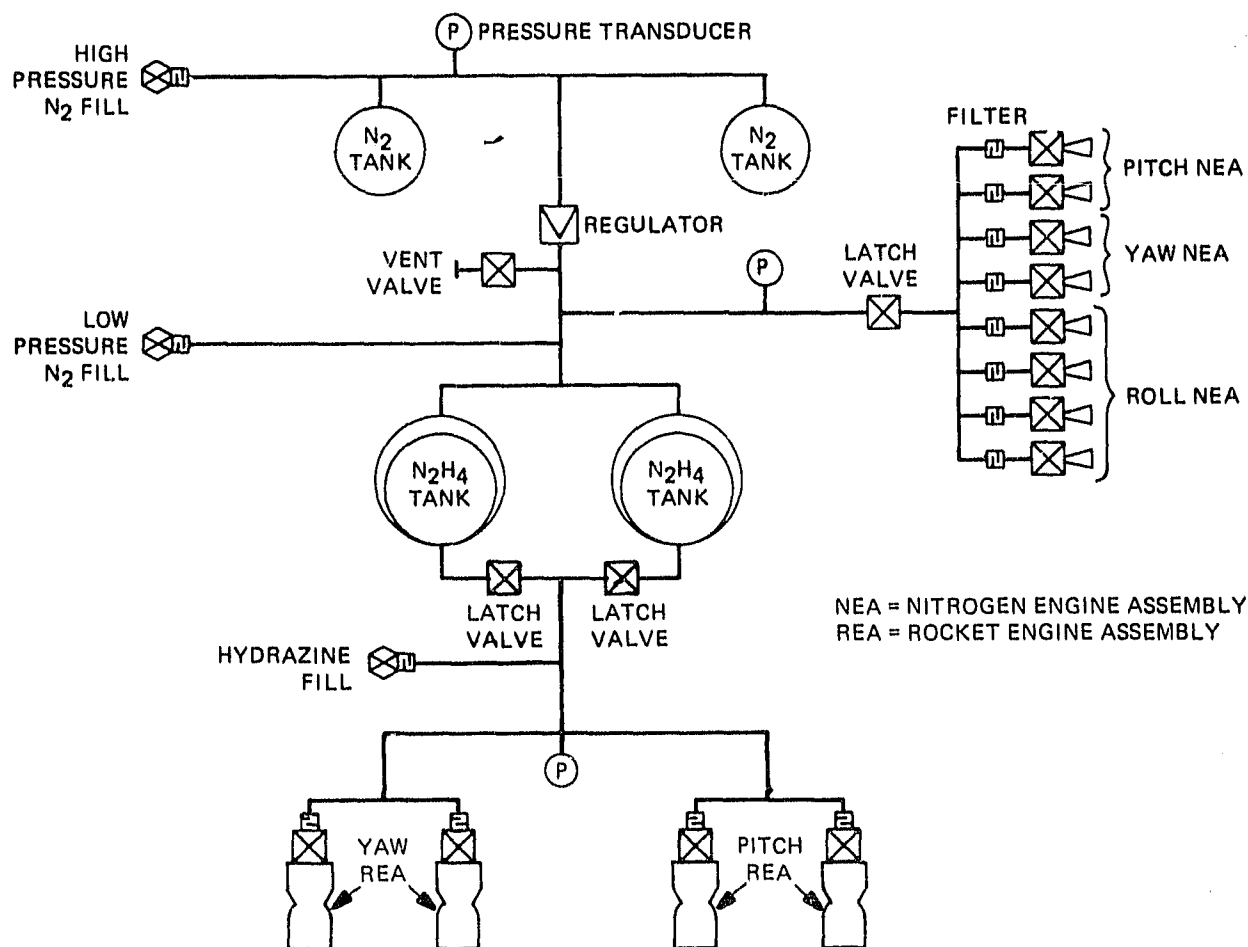 P PRESSURE TRANSDUCER
HIGH
PRESSURE
N2 FILL
N2
TANK
N2
TANK
FILTER
PITCH NEA
REGULATOR
VENT
VALVE
P
LATCH
VALVE
YAW NEA
LOW
PRESSURE
N2 FILL
ROLL NEA
N2H4
TANK
N2H4
TANK
LATCH
VALVE
LATCH
VALVE
NEA = NITROGEN ENGINE ASSEMBLY
REA = ROCKET ENGINE ASSEMBLY
HYDRAZINE
FILL
P
YAW
REA
PITCH
REA